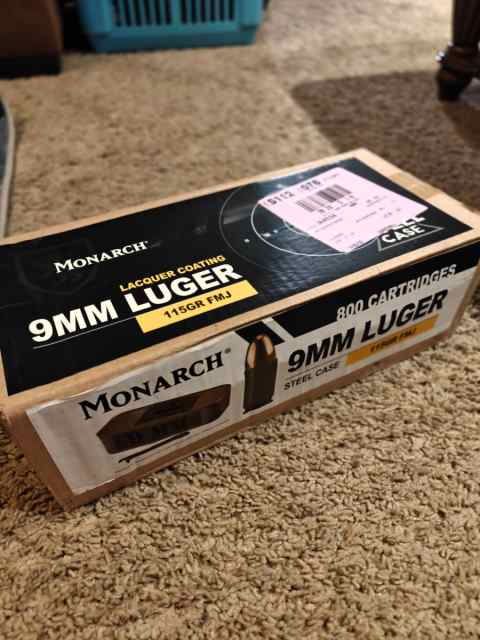 MONARCH®
LACQUER COATING
9MM LUGER
115GR FMJ
CASE
800 CARTRIDGES
MONARCH®
9MM LUGER
STEEL CASE
115GR FMJ